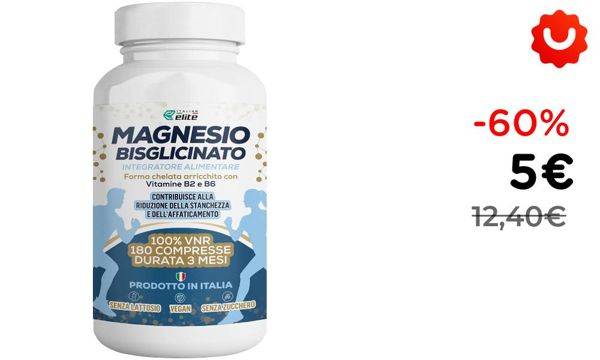 ITALIAN
elite
MAGNESIO
BISGLICINATO
INTEGRATORE ALIMENTARE
Forma chelata arricchito con
Vitamine B2 e B6
CONTRIBUISCE ALLA
RIDUZIONE DELLA STANCHEZZA
E DELL'AFFATICAMENTO
100% VNR
180 COMPRESSE
DURATA 3 MESI
PRODOTTO IN ITALIA
SENZA LATTOSIO
VEGAN
SENZA ZUCCHERO
-60%
5€
12,40€